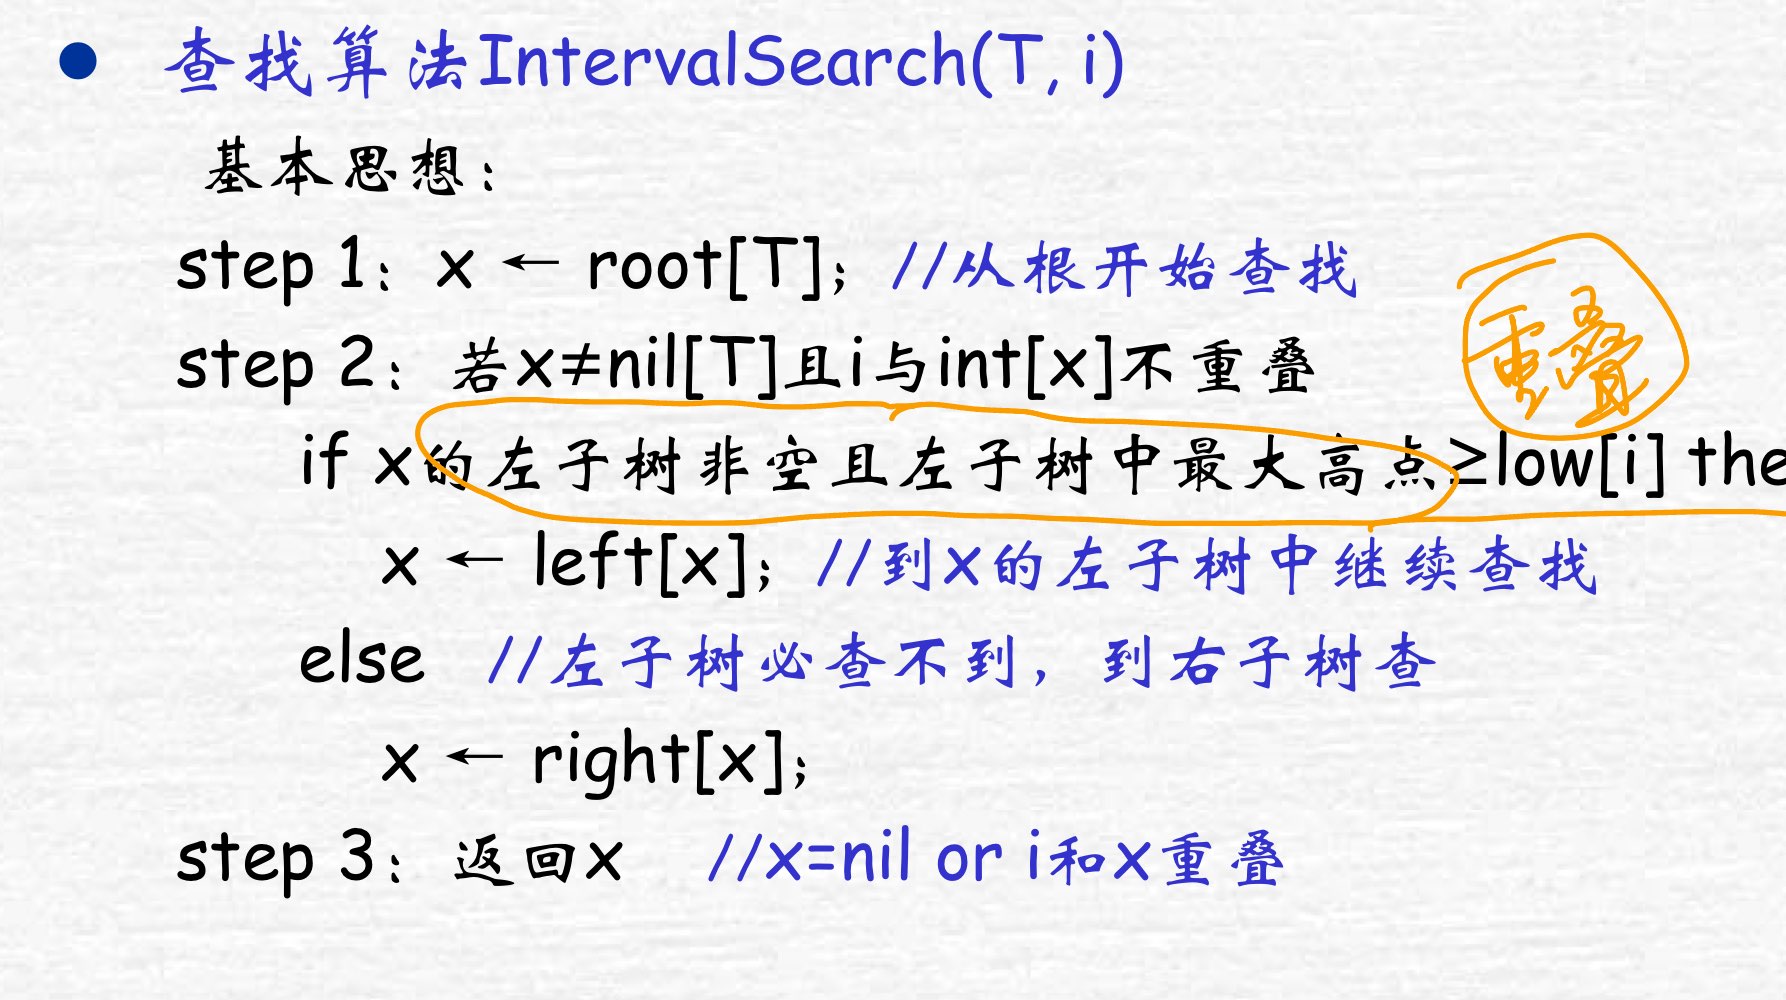 查找算法IntervalSearch(T, i)
基本思想：
step 1：x ← root[T]；//从根开始查找
step 2：若x≠nil[T]且i与int[x]不重叠
重叠
if x的左子树非空且左子树中最大高点≥low[i] the
x ← left[x]；//到x的左子树中继续查找
else //左子树必查不到，到右子树查
x ← right[x]；
step 3：返回x //x=nil or i和x重叠